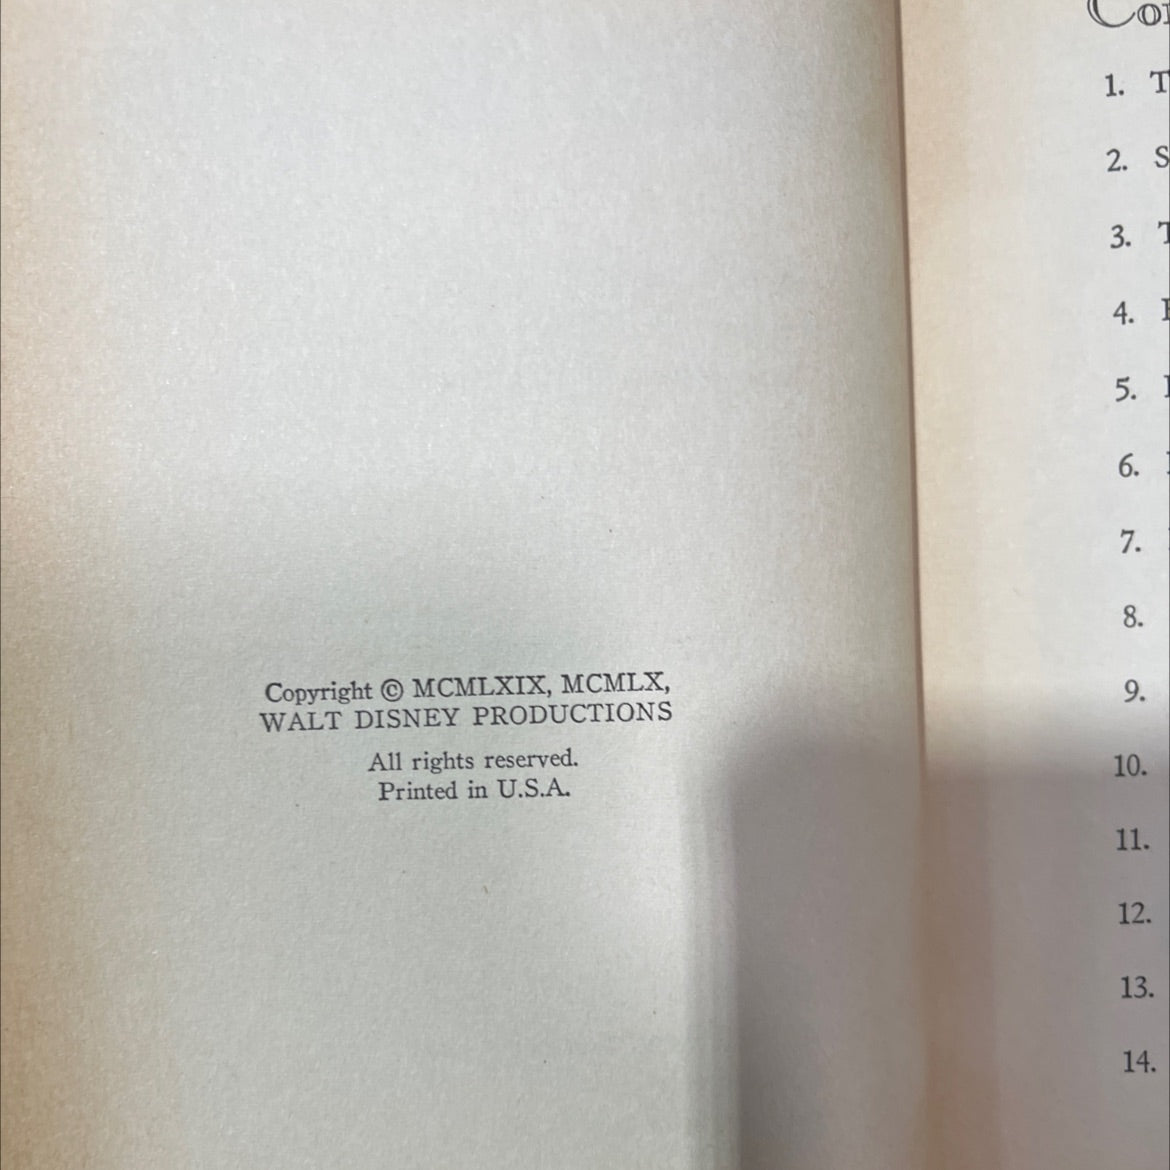 Copyright © MCMLXIX, MCMLX,
WALT DISNEY PRODUCTIONS
All rights reserved.
Printed in U.S.A.
Co
1. T
2. S
3. T
4.
5.
6.
7.
8.
9.
10.
11.
12.
13.
14.